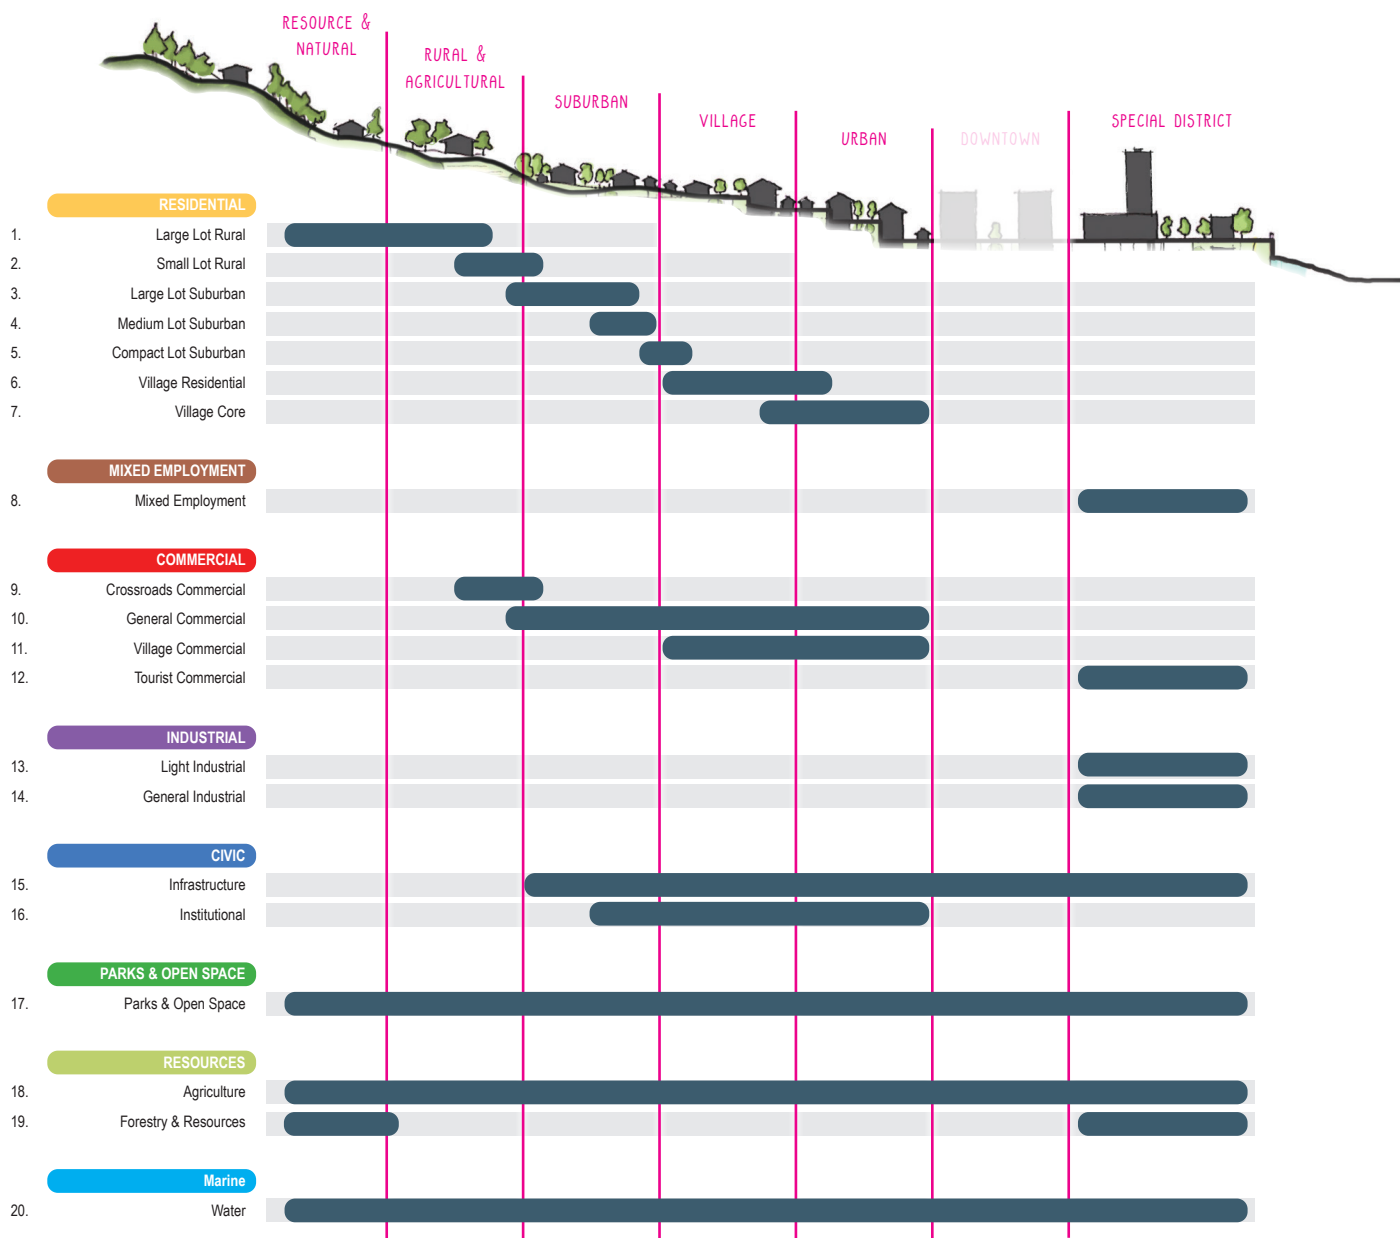 RESOURCE &
NATURAL
RURAL &
AGRICULTURAL
SUBURBAN
VILLAGE
URBAN
DOWNTOWN
SPECIAL DISTRICT
RESIDENTIAL
1. Large Lot Rural
2. Small Lot Rural
3. Large Lot Suburban
4. Medium Lot Suburban
5. Compact Lot Suburban
6. Village Residential
7. Village Core
MIXED EMPLOYMENT
8. Mixed Employment
COMMERCIAL
9. Crossroads Commercial
10. General Commercial
11. Village Commercial
12. Tourist Commercial
INDUSTRIAL
13. Light Industrial
14. General Industrial
CIVIC
15. Infrastructure
16. Institutional
PARKS & OPEN SPACE
17. Parks & Open Space
RESOURCES
18. Agriculture
19. Forestry & Resources
Marine
20. Water